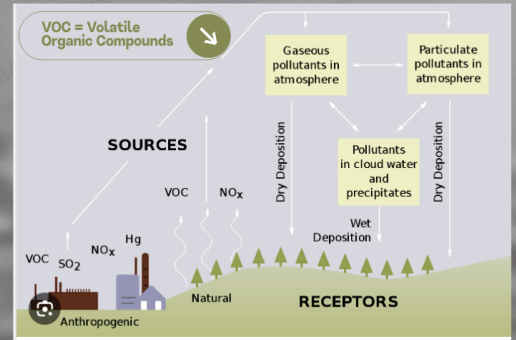 VOC = Volatile
Organic Compounds
Gaseous
pollutants in
atmosphere
Particulate
pollutants in
atmosphere
SOURCES
Dry Deposition
Pollutants
in cloud water
and
precipitates
Dry Deposition
VOC
NOx
Wet
Deposition
VOC
SO2
NOx
Hg
Natural
RECEPTORS
Anthropogenic